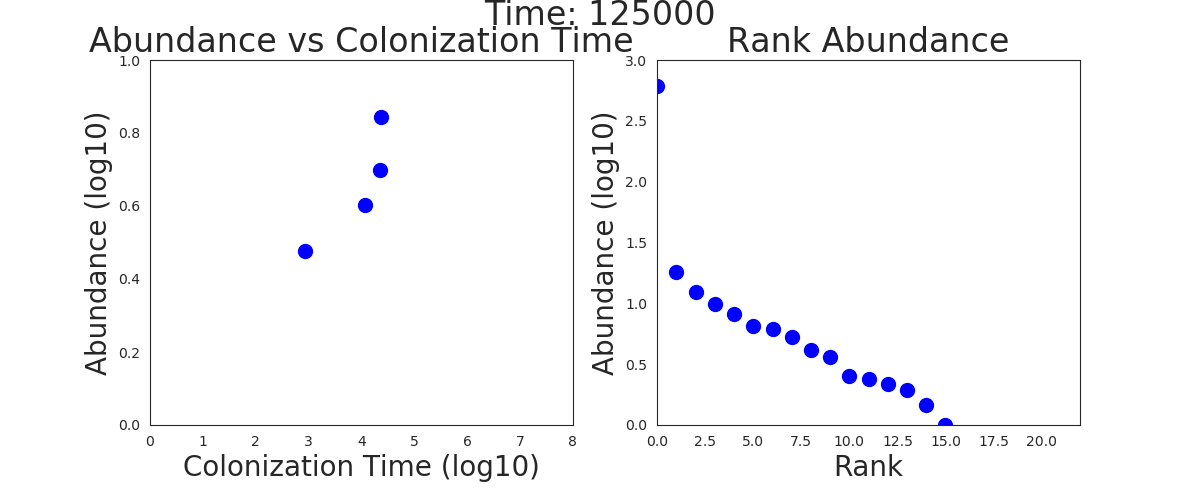 Time: 125000
Abundance vs Colonization Time
Rank Abundance
1.0
0.8
0.6
0.4
0.2
0.0
Abundance (log10)
0 1 2 3 4 5 6 7 8
Colonization Time (log10)
3.0
2.5
2.0
1.5
1.0
0.5
0.0
Abundance (log10)
0.0 2.5 5.0 7.5 10.0 12.5 15.0 17.5 20.0
Rank